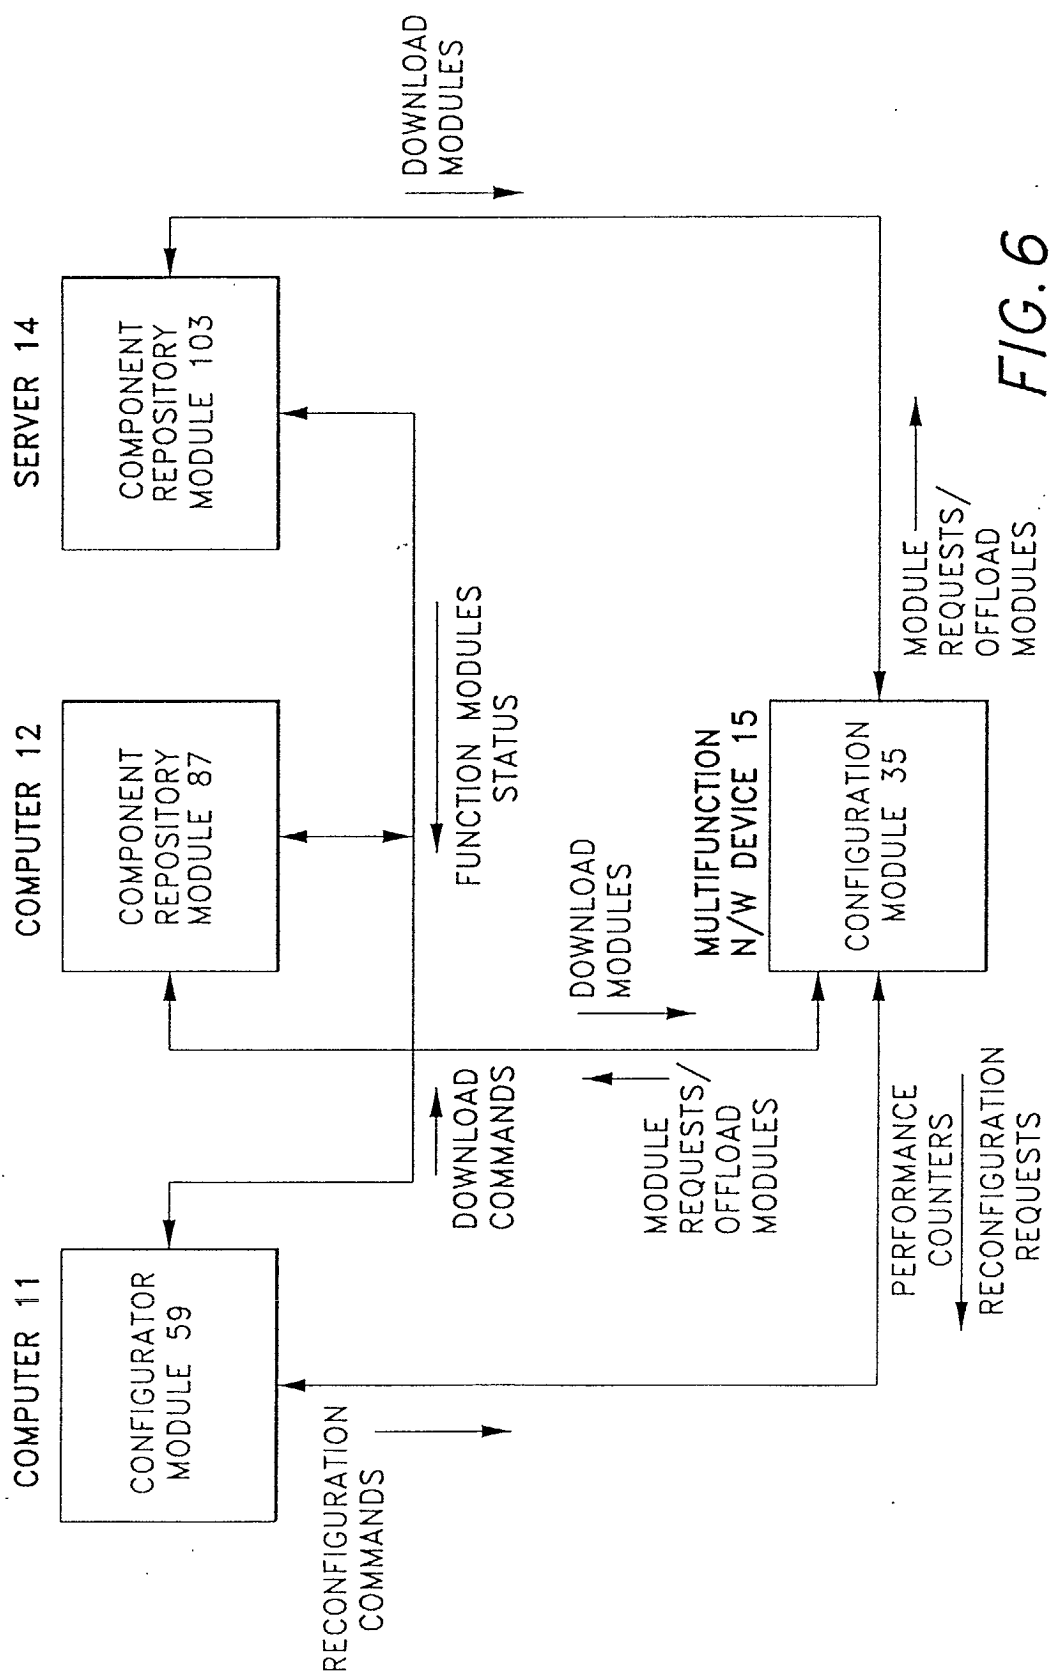 COMPUTER 11
CONFIGURATOR
MODULE 59
COMPUTER 12
COMPONENT
REPOSITORY
MODULE 87
SERVER 14
COMPONENT
REPOSITORY
MODULE 103
RECONFIGURATION
COMMANDS
DOWNLOAD
COMMANDS
FUNCTION MODULES
STATUS
DOWNLOAD
MODULES
MODULE
REQUESTS/
OFFLOAD
MODULES
DOWNLOAD
MODULES
MULTIFUNCTION
N/W DEVICE 15
CONFIGURATION
MODULE 35
PERFORMANCE
COUNTERS
RECONFIGURATION
REQUESTS
MODULE
REQUESTS/
OFFLOAD
MODULES
FIG. 6